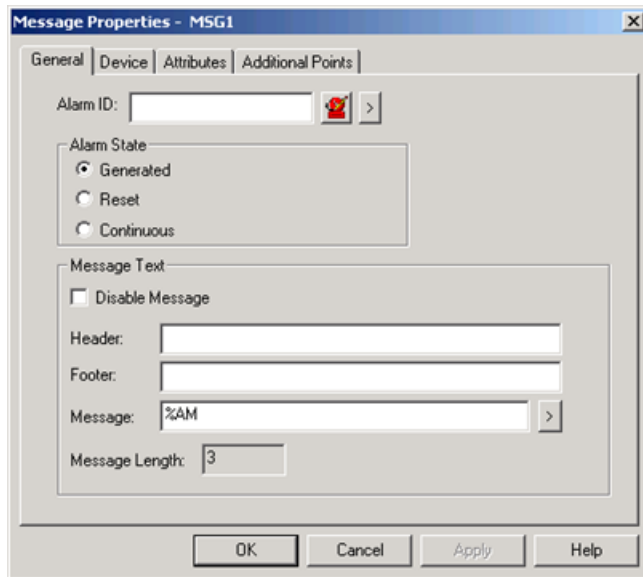 Message Properties - MSG1
General Device Attributes Additional Points
Alarm ID: >
Alarm State
Generated
Reset
Continuous
Message Text
Disable Message
Header:
Footer:
Message: %AM >
Message Length: 3
OK Cancel Apply Help